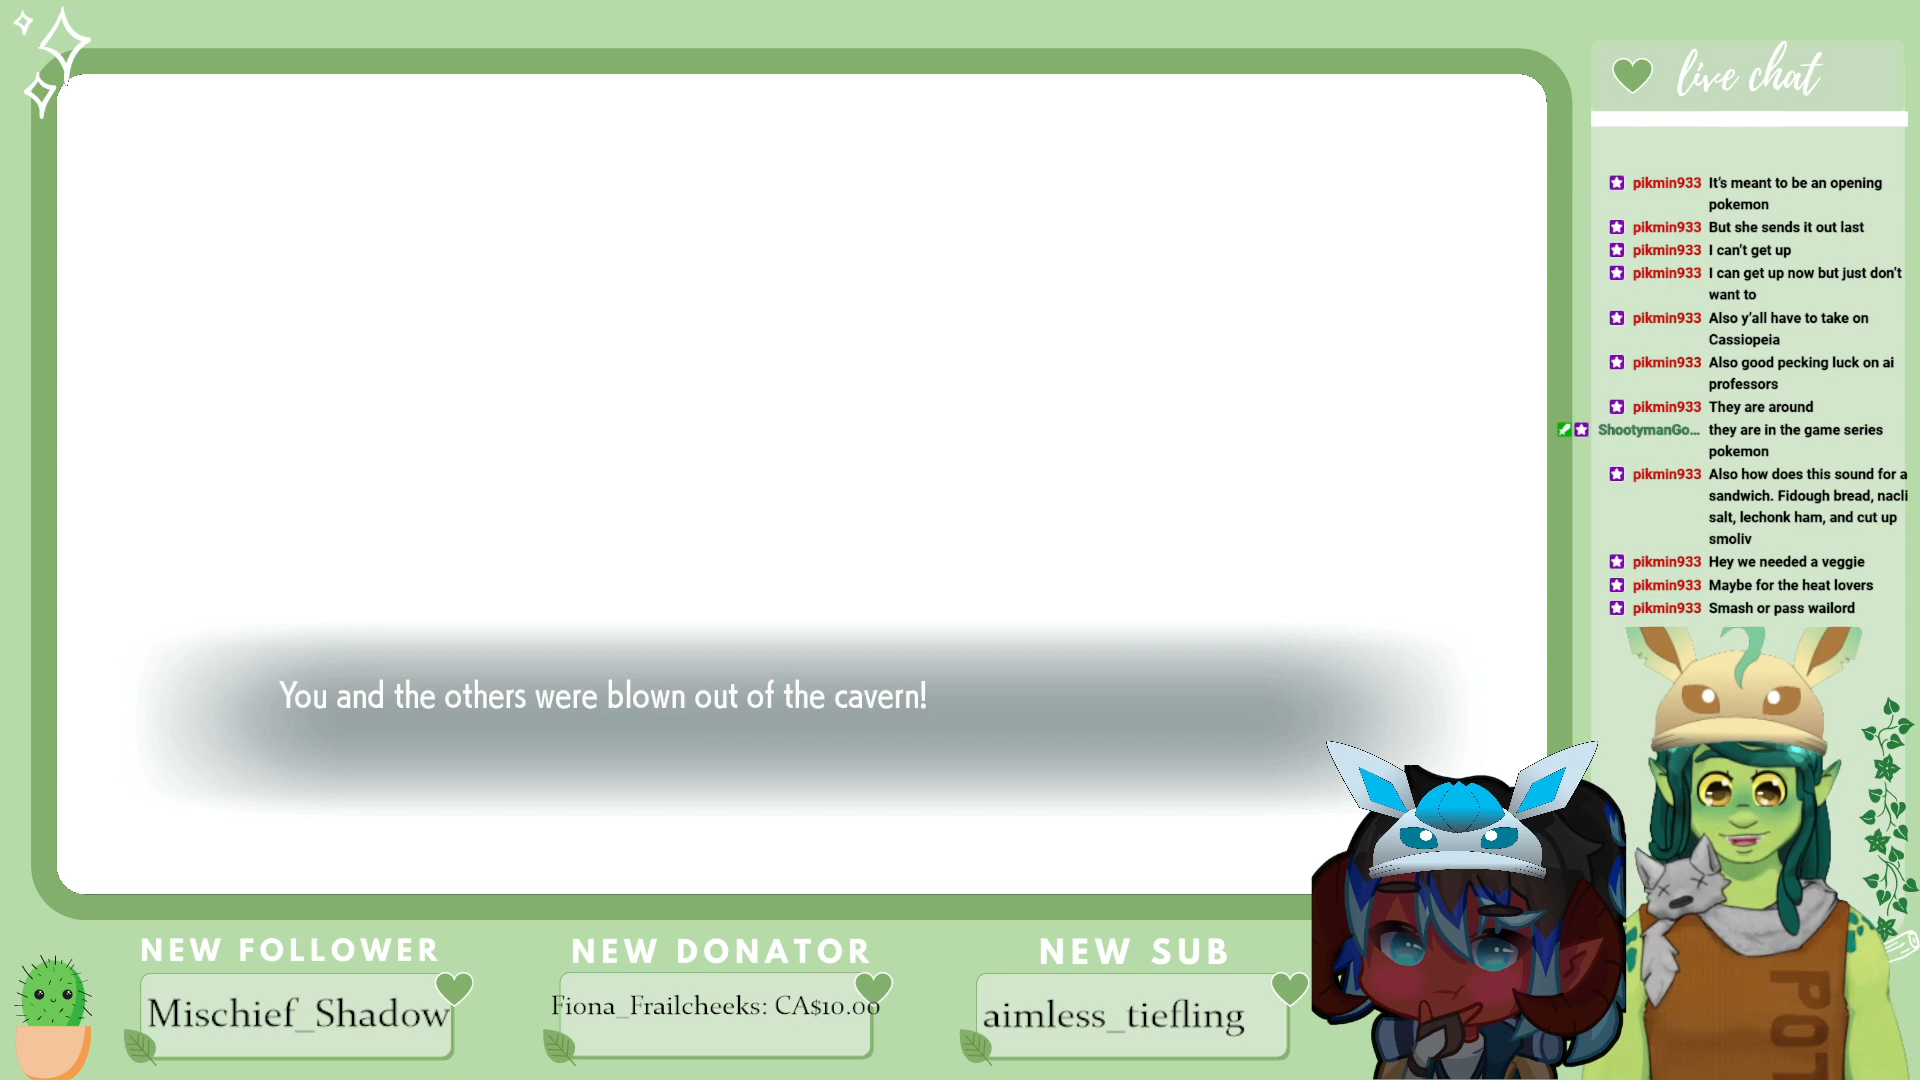 live chat
pikmin933 It's meant to be an opening
pokemon
pikmin933 But she sends it out last
pikmin933 I can't get up
pikmin933 I can get up now but just don't
want to
pikmin933 Also y'all have to take on
Cassiopeia
pikmin933 Also good pecking luck on ai
professors
pikmin933 They are around
ShootymanGo... they are in the game series
pokemon
pikmin933 Also how does this sound for a
sandwich. Fidough bread, nacli
salt, lechonk ham, and cut up
smoliv
pikmin933 Hey we needed a veggie
pikmin933 Maybe for the heat lovers
pikmin933 Smash or pass wailord
You and the others were blown out of the cavern!
NEW FOLLOWER
Mischief_Shadow
NEW DONATOR
Fiona_Frailcheeks: CA$10.00
NEW SUB
aimless_tiefling
POT